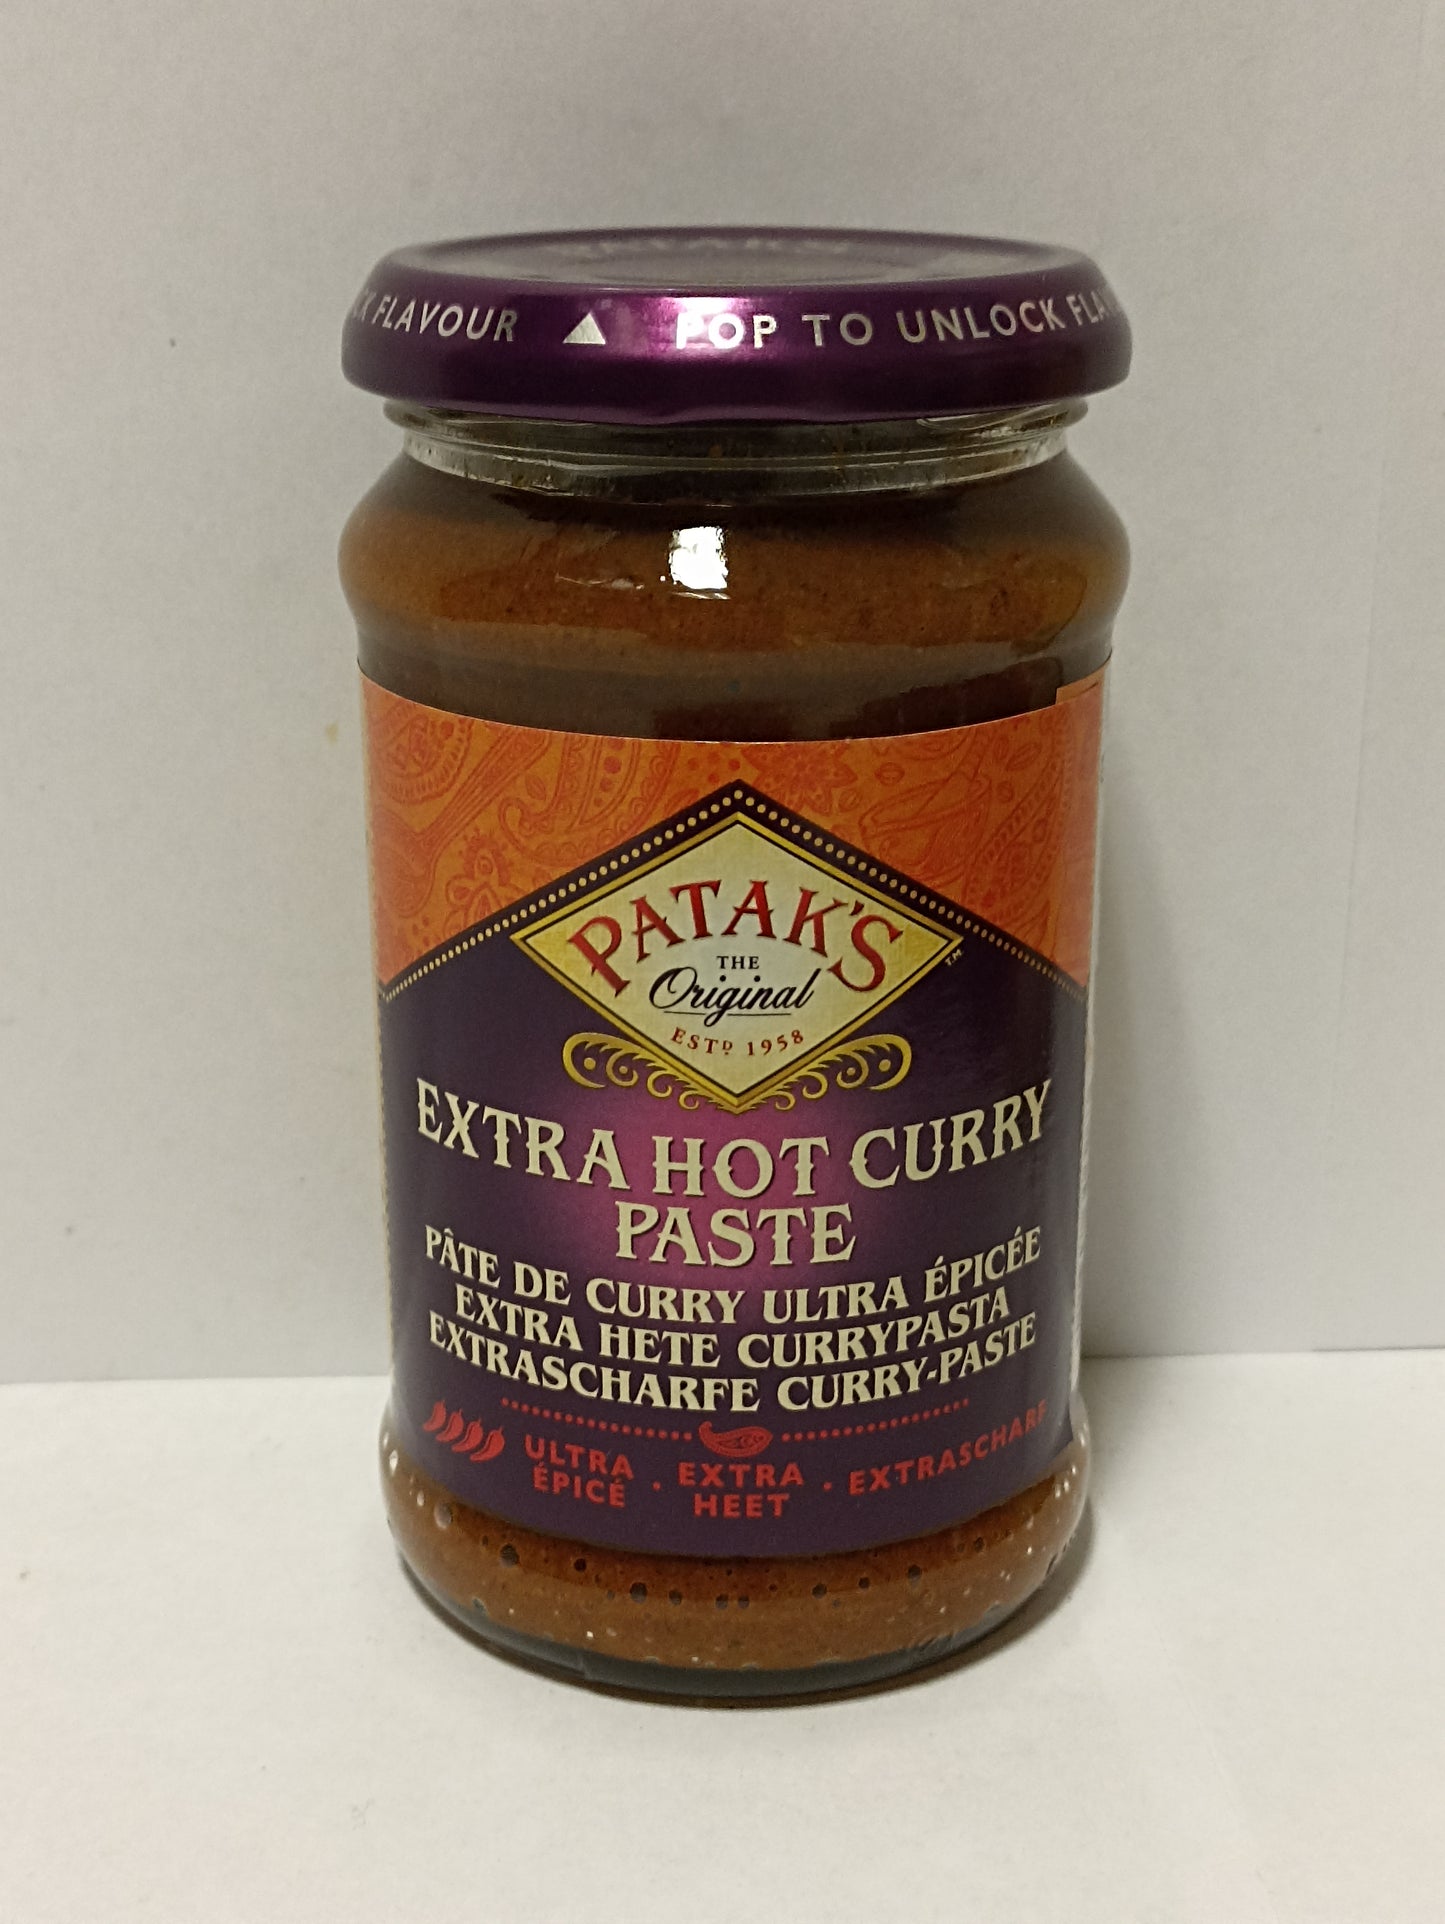 FLAVOUR ▲ POP TO UNLOCK
PATAK'S
THE
Original
ESTD 1958
TM
EXTRA HOT CURRY
PASTE
PÂTE DE CURRY ULTRA ÉPICÉE
EXTRA HETE CURRYPASTA
EXTRASCHARFE CURRY-PASTE
ULTRA ÉPICÉ · EXTRA HEET · EXTRASCHARF